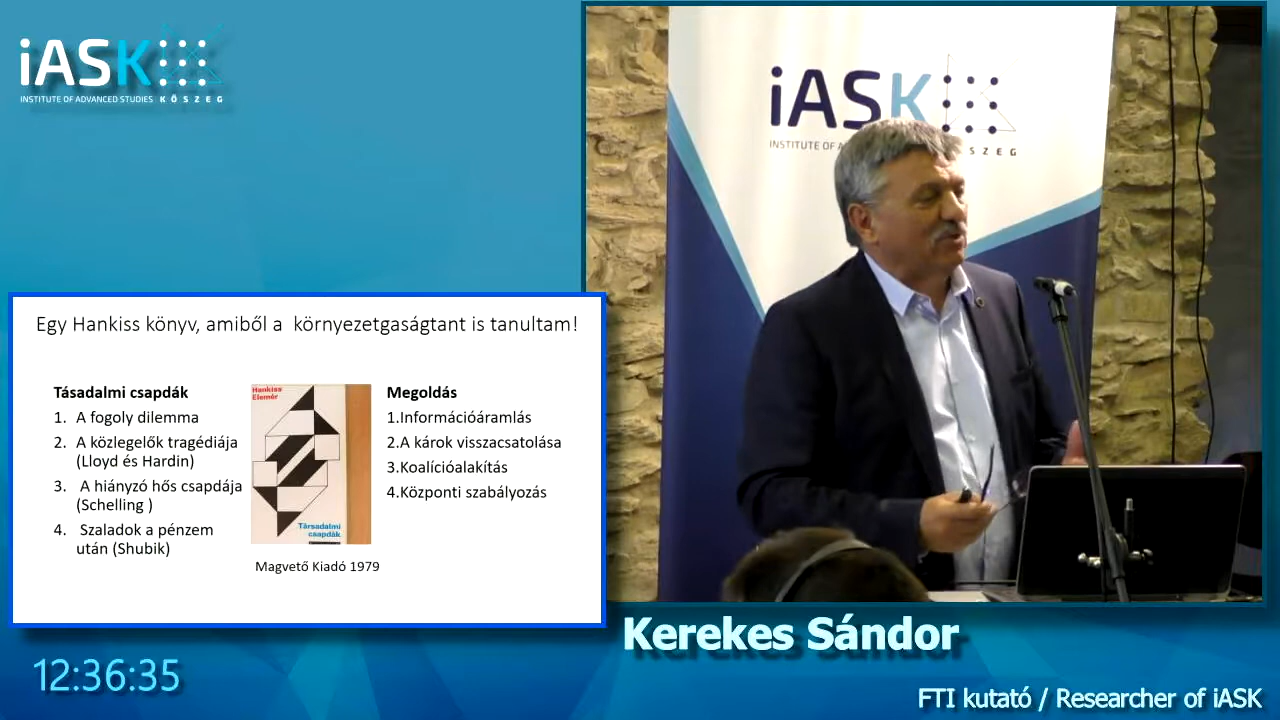 iASK
INSTITUTE OF ADVANCED STUDIES KŐSZEG
iASK
INSTITUTE OF A
SZEG
Egy Hankiss könyv, amiből a környezetgaságtant is tanultam!
Tásadalmi csapdák
1. A fogoly dilemma
2. A közlegelők tragédiája
(Lloyd és Hardin)
3. A hiányzó hős csapdája
(Schelling )
4. Szaladok a pénzem
után (Shubik)
Hankiss
Elemér
Társadalmi
csapdák
Magvető Kiadó 1979
Megoldás
1.Információáramlás
2.A károk visszacsatolása
3.Koalícióalakítás
4.Központi szabályozás
Kerekes Sándor
12:36:35
FTI kutató / Researcher of iASK